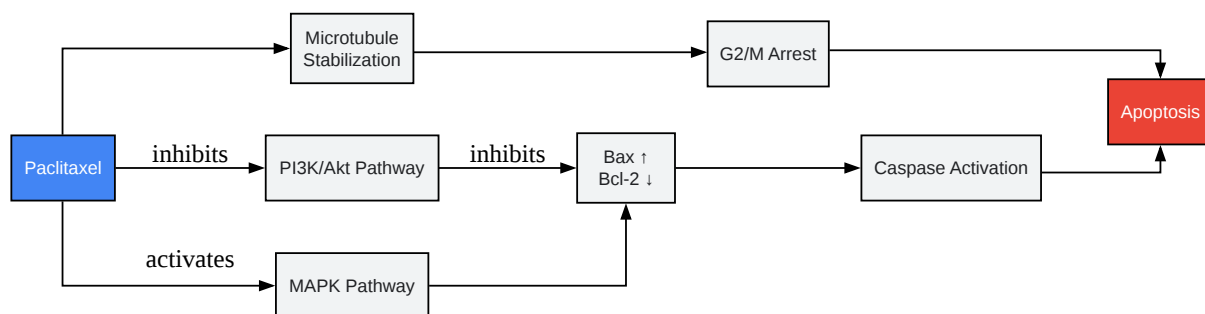 Microtubule
Stabilization
G2/M Arrest
Apoptosis
Paclitaxel
inhibits
PI3K/Akt Pathway
inhibits
Bax ↑
Bcl-2 ↓
Caspase Activation
activates
MAPK Pathway